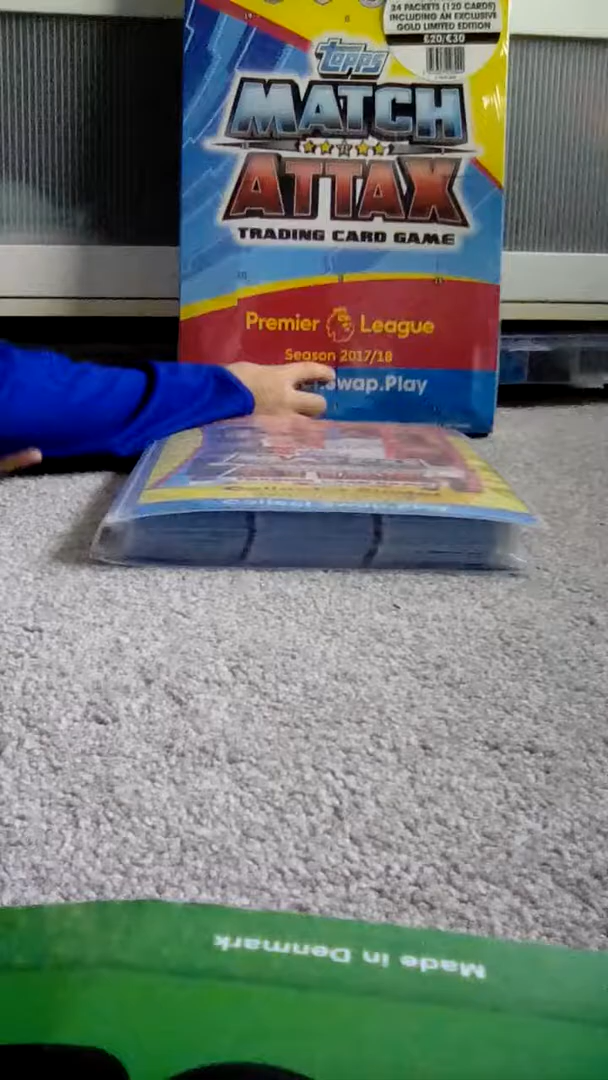 24 PACKETS (120 CARDS)
INCLUDING AN EXCLUSIVE
GOLD LIMITED EDITION
£20/€30
topps
MATCH
ATTAX
TRADING CARD GAME
Premier League
Season 2017/18
swap.Play
Made in Denmark